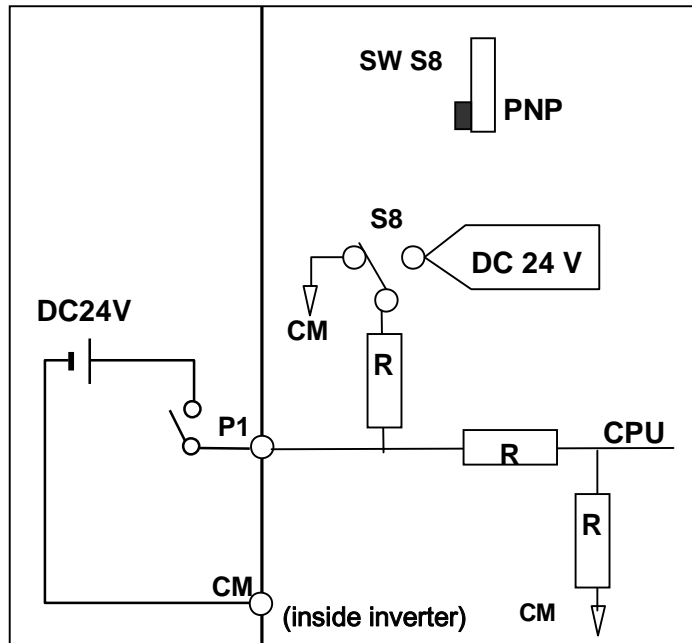 SW S8
PNP
S8
DC 24 V
DC24V
CM
R
P1
R
CPU
R
CM
(inside inverter)
CM